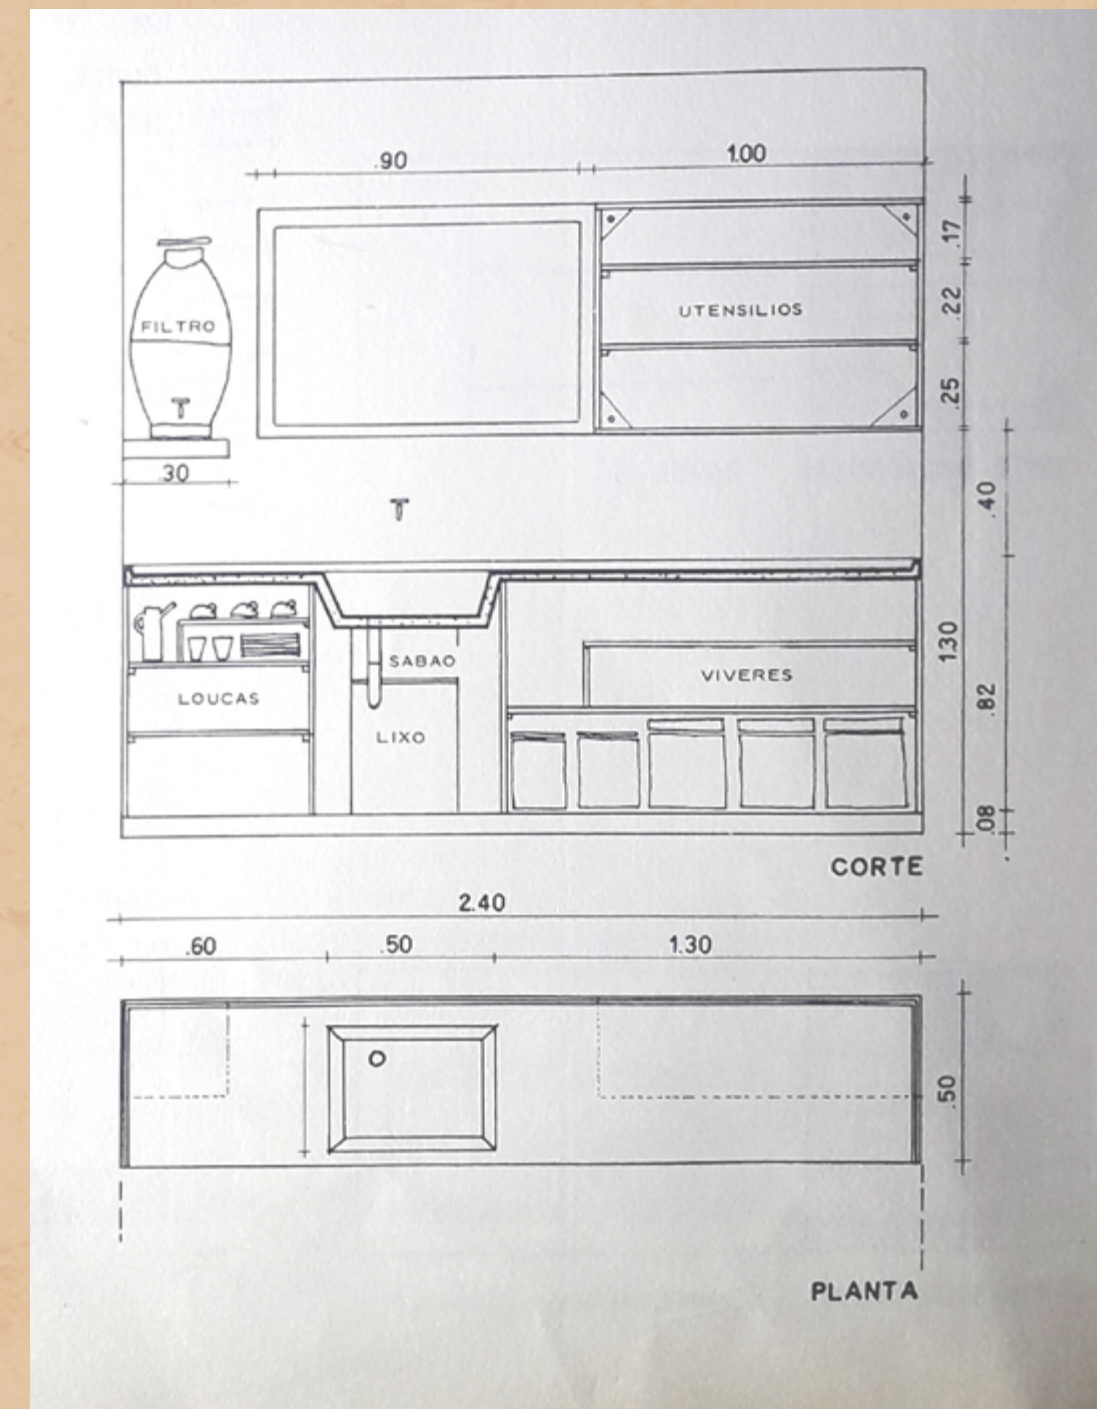 .90
1.00
.17
UTENSILIOS
.22
FILTRO
.25
.30
.40
SABAO
VIVERES
1.30
LOUCAS
.82
LIXO
.08
CORTE
2.40
.60 .50 1.30
.50
PLANTA